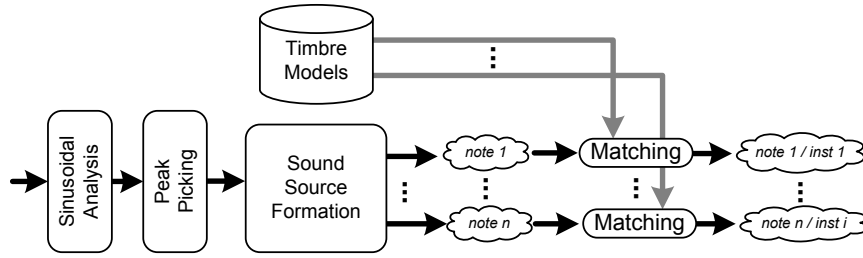 Timbre
Models
Sinusoidal
Analysis
Peak
Picking
Sound
Source
Formation
note 1
Matching
note 1 / inst 1
note n
Matching
note n / inst i